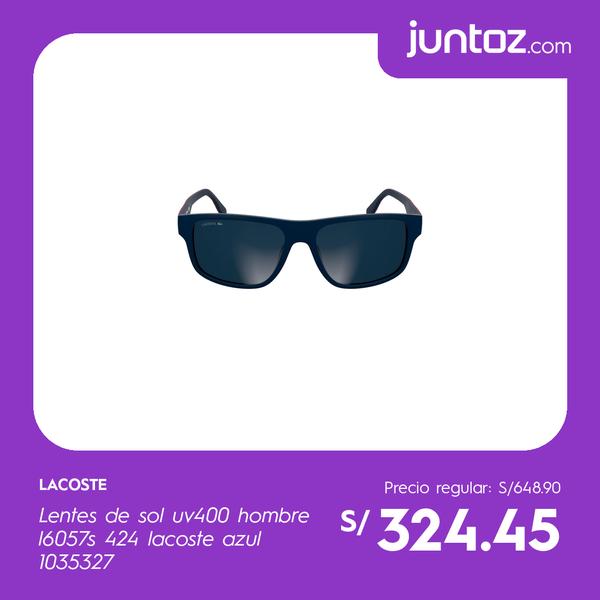 juntoz.com
LACOSTE
Lentes de sol uv400 hombre
l6057s 424 lacoste azul
1035327
Precio regular: S/648.90
S/ 324.45